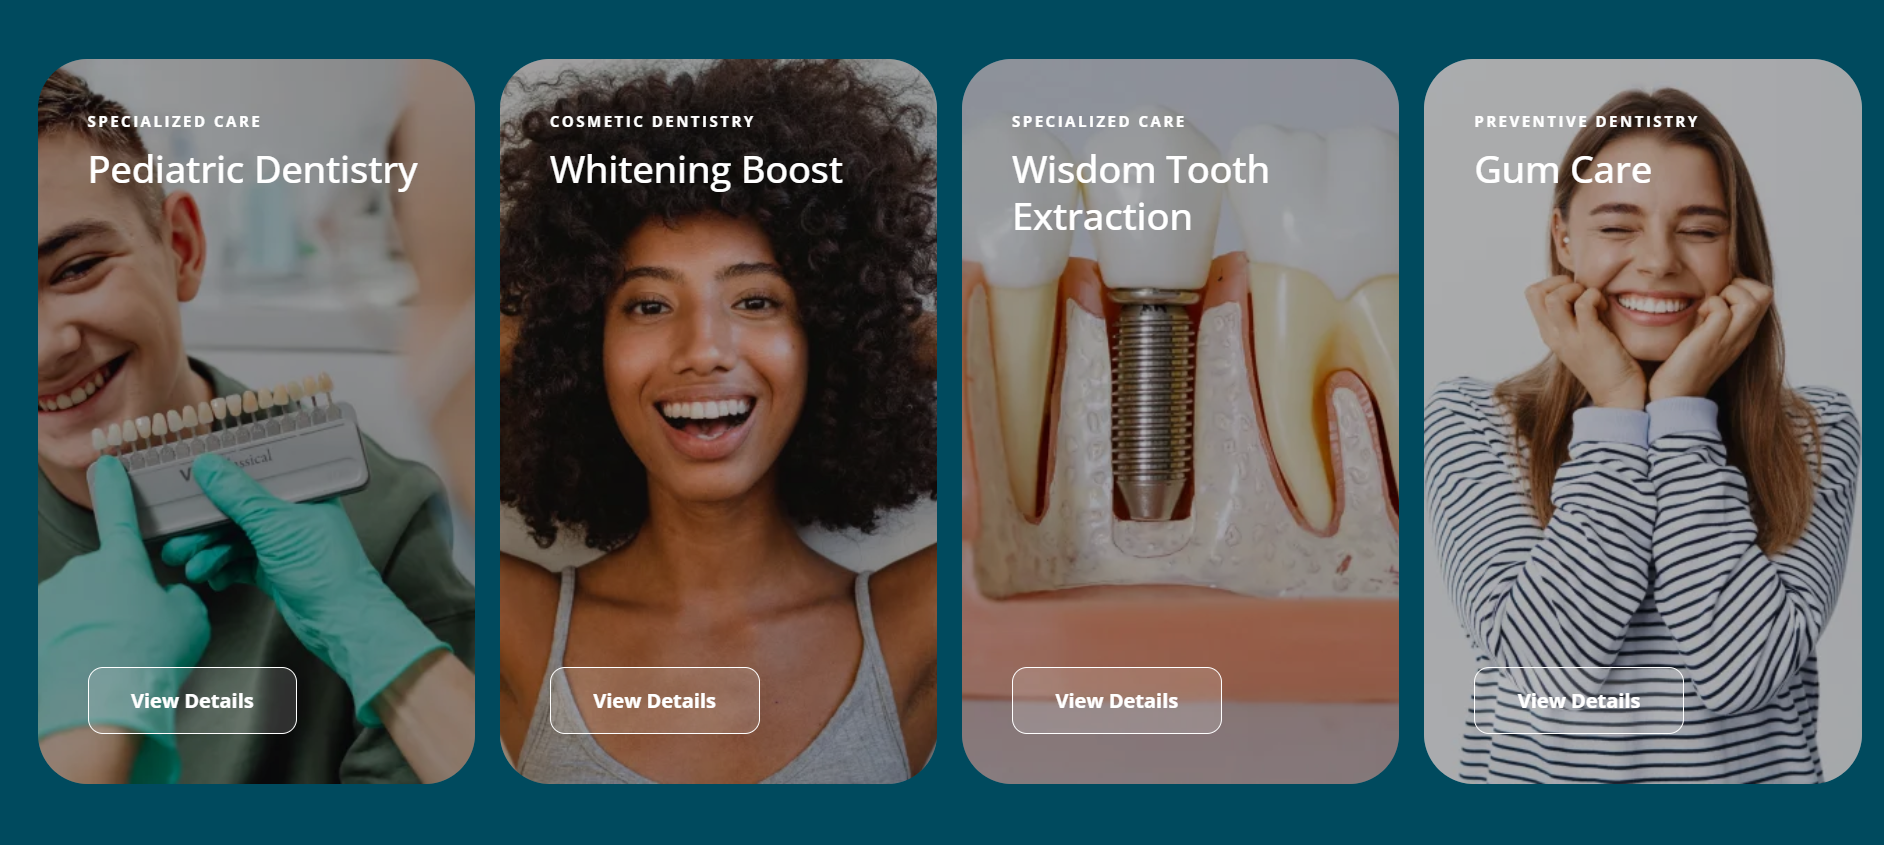 SPECIALIZED CARE
Pediatric Dentistry
View Details
COSMETIC DENTISTRY
Whitening Boost
View Details
SPECIALIZED CARE
Wisdom Tooth
Extraction
View Details
PREVENTIVE DENTISTRY
Gum Care
View Details